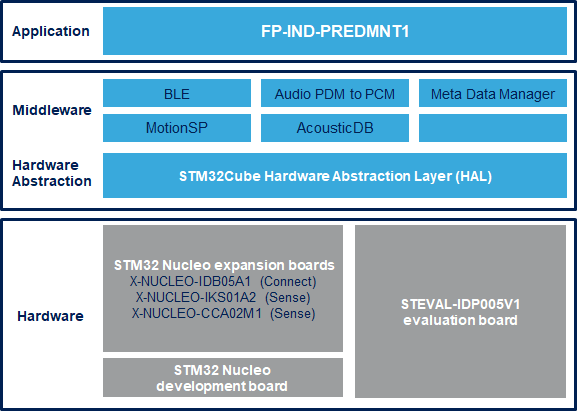 Application
FP-IND-PREDMNT1
Middleware
BLE
Audio PDM to PCM
Meta Data Manager
MotionSP
AcousticDB
Hardware
Abstraction
STM32Cube Hardware Abstraction Layer (HAL)
Hardware
STM32 Nucleo expansion boards
X-NUCLEO-IDB05A1 (Connect)
X-NUCLEO-IKS01A2 (Sense)
X-NUCLEO-CCA02M1 (Sense)
STM32 Nucleo
development board
STEVAL-IDP005V1
evaluation board